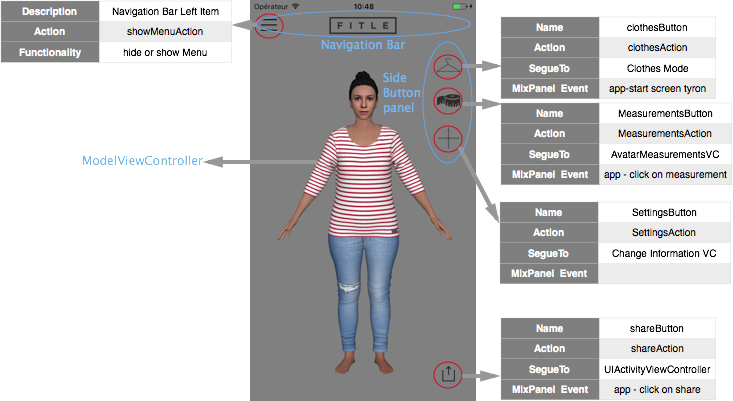 Description Navigation Bar Left Item
Action showMenuAction
Functionality hide or show Menu
Opérateur 10:48
FITLE
Navigation Bar
Side
Button
panel
ModelViewController
Name clothesButton
Action clothesAction
SegueTo Clothes Mode
MixPanel Event app-start screen tyron
Name MeasurementsButton
Action MeasurementsAction
SegueTo AvatarMeasurementsVC
MixPanel Event app - click on measurement
Name SettingsButton
Action SettingsAction
SegueTo Change Information VC
MixPanel Event
Name shareButton
Action shareAction
SegueTo UIActivityViewController
MixPanel Event app - click on share